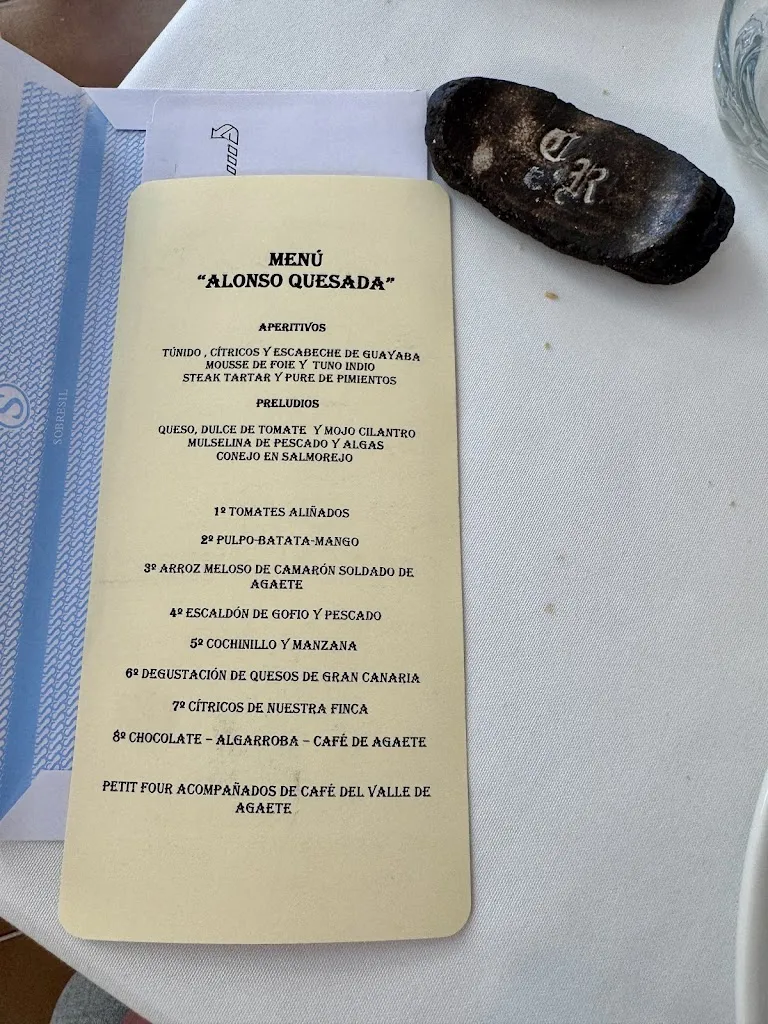 MENÚ
“ALONSO QUESADA”
APERITIVOS
TÚNIDO , CÍTRICOS Y ESCABECHE DE GUAYABA
MOUSSE DE FOIE Y TUNO INDIO
STEAK TARTAR Y PURE DE PIMIENTOS
PRELUDIOS
QUESO, DULCE DE TOMATE Y MOJO CILANTRO
MULSELINA DE PESCADO Y ALGAS
CONEJO EN SALMOREJO
1º TOMATES ALIÑADOS
2º PULPO-BATATA-MANGO
3º ARROZ MELOSO DE CAMARÓN SOLDADO DE
AGAETE
4º ESCALDÓN DE GOFIO Y PESCADO
5º COCHINILLO Y MANZANA
6º DEGUSTACIÓN DE QUESOS DE GRAN CANARIA
7º CÍTRICOS DE NUESTRA FINCA
8º CHOCOLATE – ALGARROBA – CAFÉ DE AGAETE
PETIT FOUR ACOMPAÑADOS DE CAFÉ DEL VALLE DE
AGAETE
CR
SOBRESIL